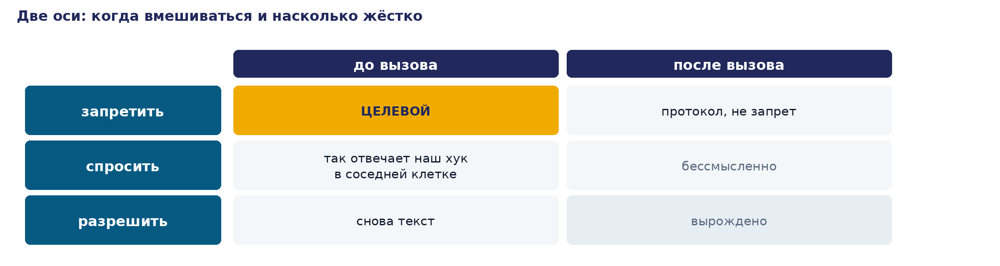 Две оси: когда вмешиваться и насколько жёстко
до вызова
после вызова
запретить
ЦЕЛЕВОЙ
протокол, не запрет
спросить
так отвечает наш хук
в соседней клетке
бессмысленно
разрешить
снова текст
вырождено